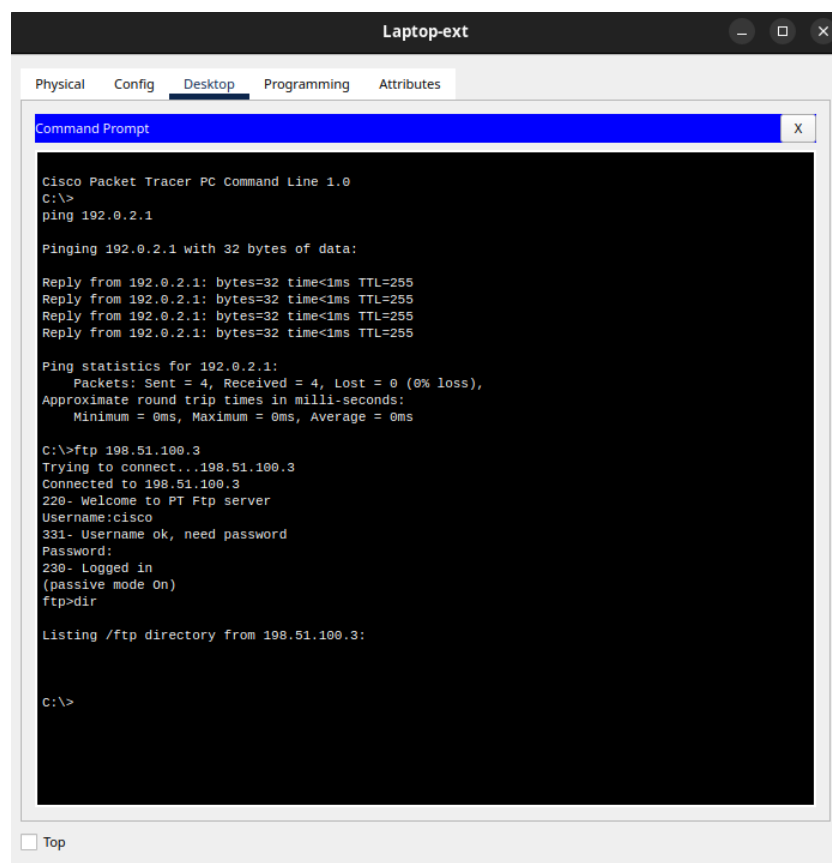 Laptop-ext
Physical Config Desktop Programming Attributes
Command Prompt X
Cisco Packet Tracer PC Command Line 1.0
C:\>
ping 192.0.2.1
Pinging 192.0.2.1 with 32 bytes of data:
Reply from 192.0.2.1: bytes=32 time<1ms TTL=255
Reply from 192.0.2.1: bytes=32 time<1ms TTL=255
Reply from 192.0.2.1: bytes=32 time<1ms TTL=255
Reply from 192.0.2.1: bytes=32 time<1ms TTL=255
Ping statistics for 192.0.2.1:
Packets: Sent = 4, Received = 4, Lost = 0 (0% loss),
Approximate round trip times in milli-seconds:
Minimum = 0ms, Maximum = 0ms, Average = 0ms
C:\>ftp 198.51.100.3
Trying to connect...198.51.100.3
Connected to 198.51.100.3
220- Welcome to PT Ftp server
Username:cisco
331- Username ok, need password
Password:
230- Logged in
(passive mode On)
ftp>dir
Listing /ftp directory from 198.51.100.3:
C:\>
Top